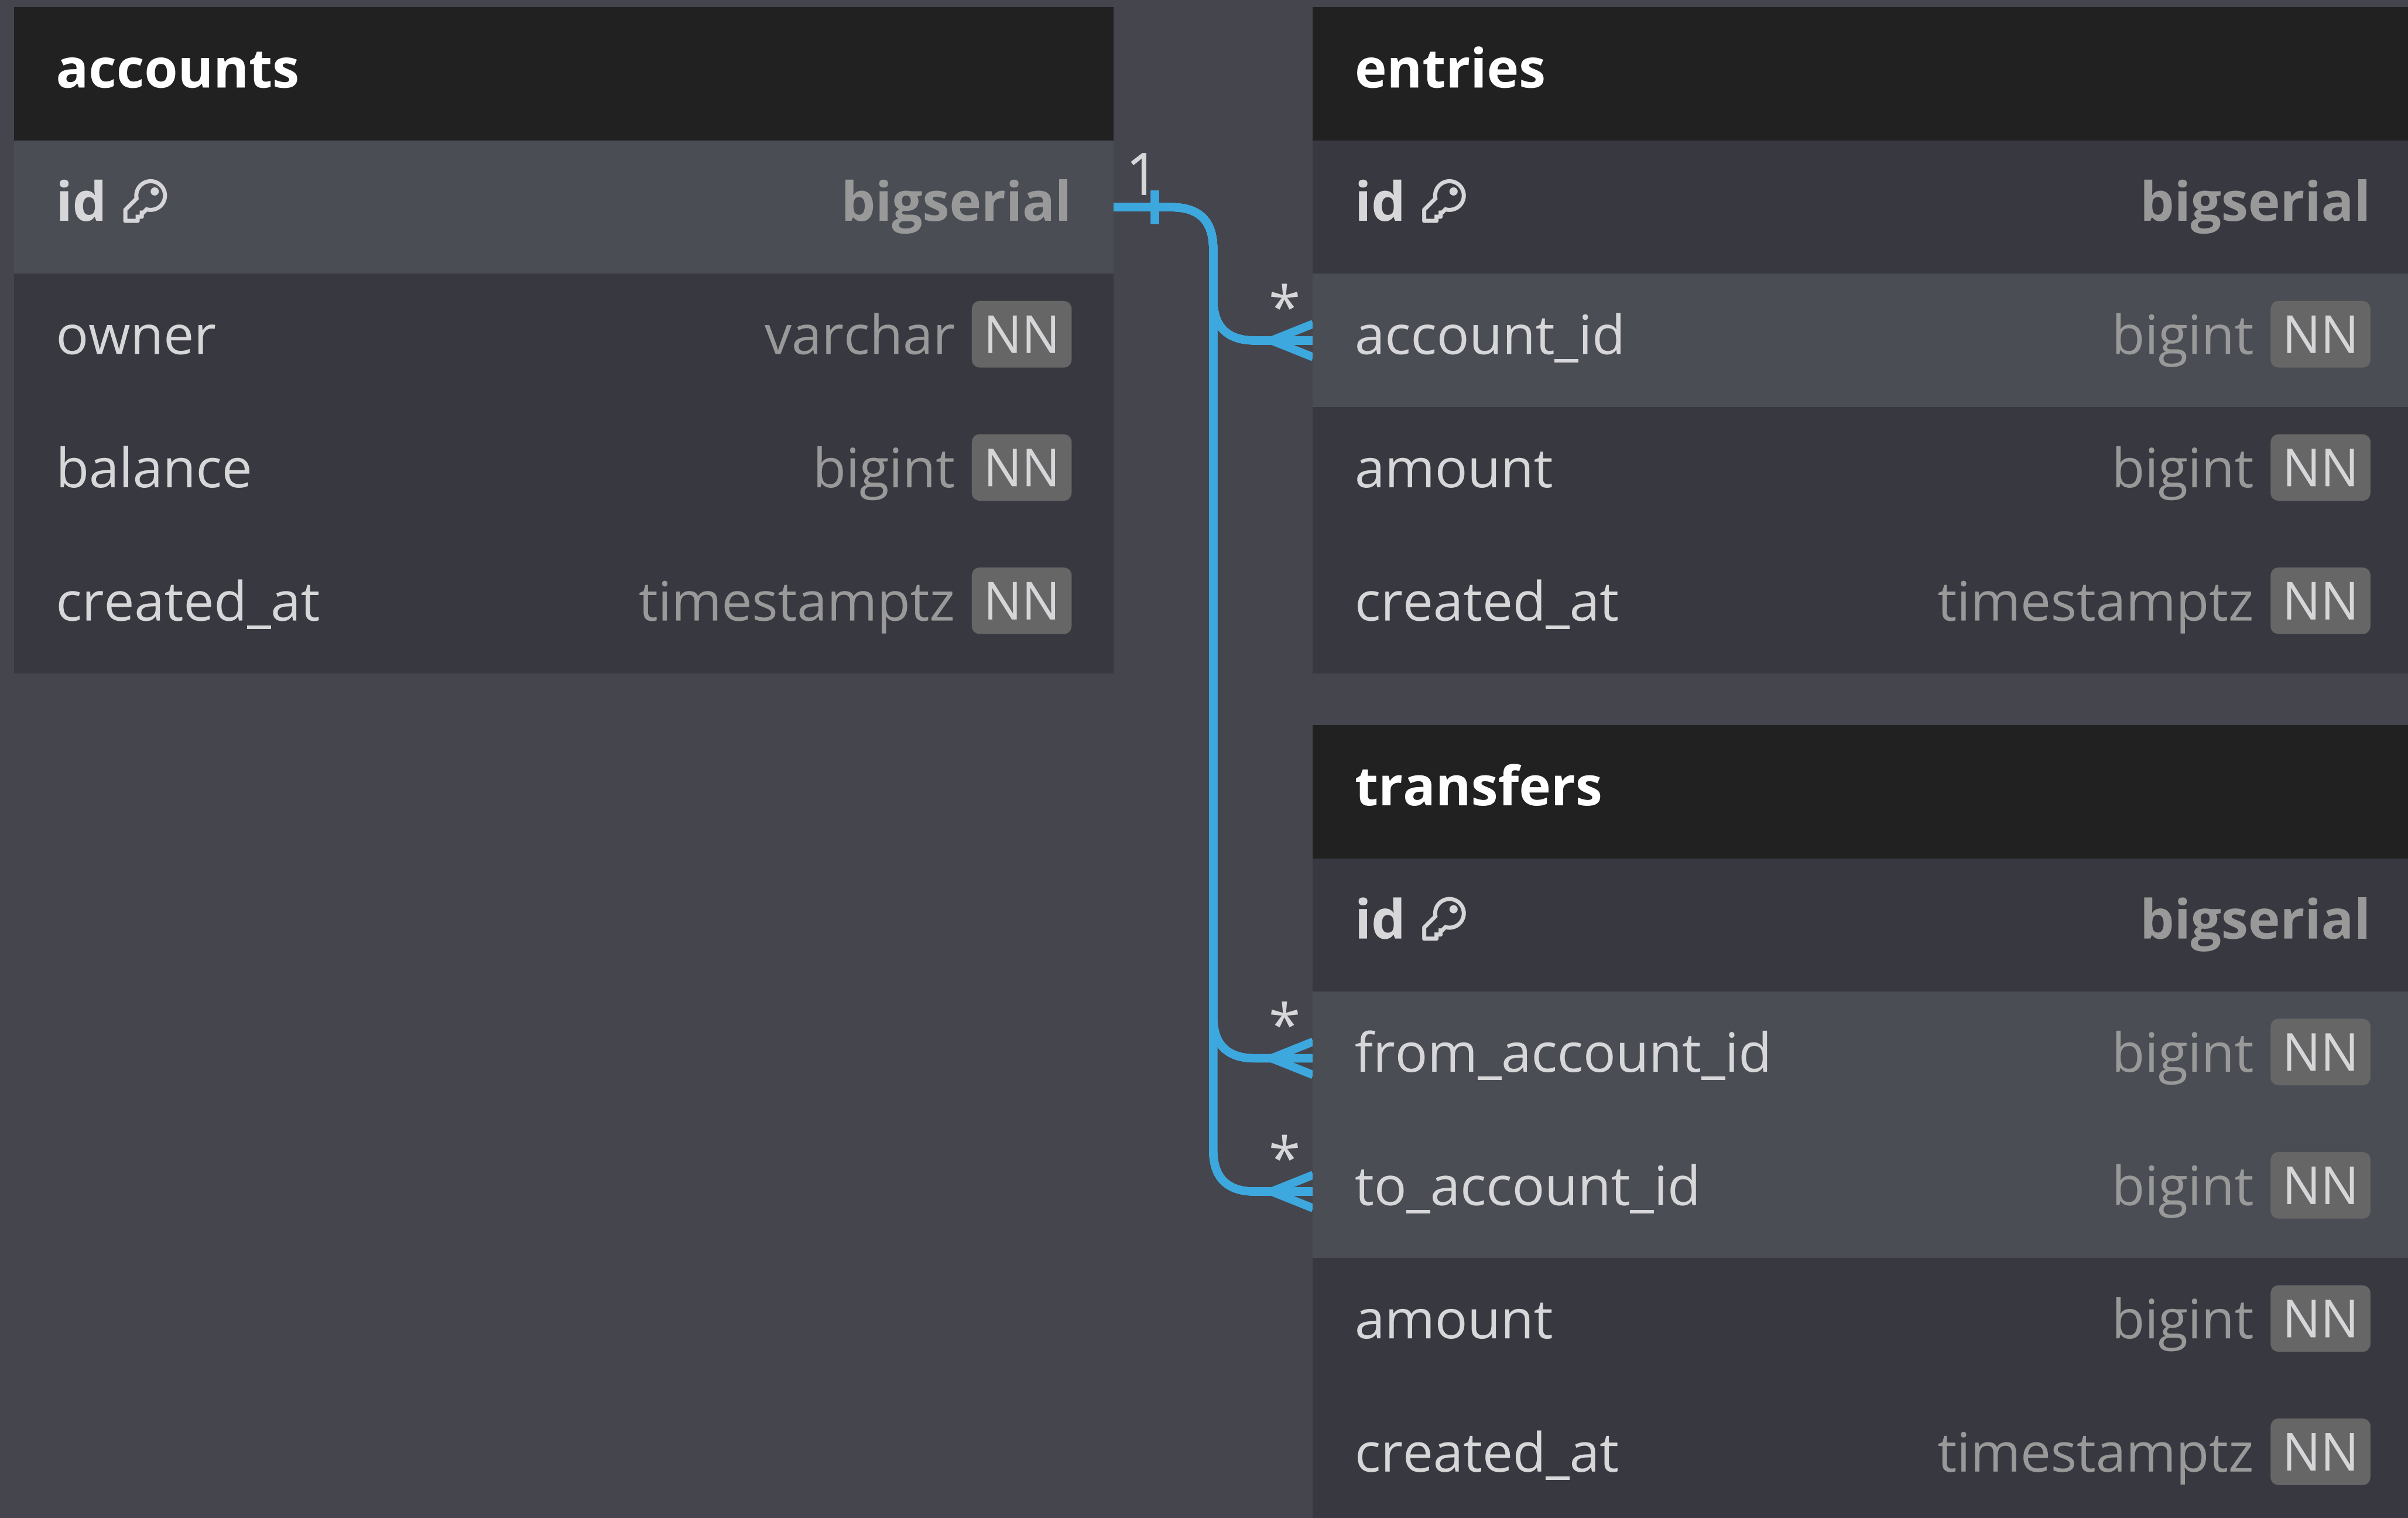 accounts
id bigserial
owner varchar NN
balance bigint NN
created_at timestamptz NN
1
*
entries
id bigserial
account_id bigint NN
amount bigint NN
created_at timestamptz NN
transfers
id bigserial
*
from_account_id bigint NN
*
to_account_id bigint NN
amount bigint NN
created_at timestamptz NN